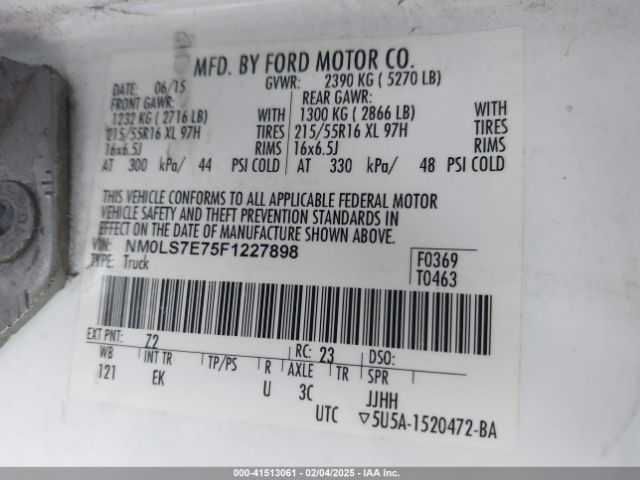 MFD. BY FORD MOTOR CO.
DATE: 06/15 GVWR: 2390 KG ( 5270 LB)
FRONT GAWR: REAR GAWR:
1232 KG ( 2716 LB) WITH 1300 KG ( 2866 LB) WITH
215/55R16 XL 97H TIRES 215/55R16 XL 97H TIRES
16x6.5J RIMS 16x6.5J RIMS
AT 300 kPa/ 44 PSI COLD AT 330 kPa/ 48 PSI COLD
THIS VEHICLE CONFORMS TO ALL APPLICABLE FEDERAL MOTOR
VEHICLE SAFETY AND THEFT PREVENTION STANDARDS IN
EFFECT ON THE DATE OF MANUFACTURE SHOWN ABOVE.
VIN: NM0LS7E75F1227898 F0369
TYPE: Truck T0463
EXT PNT: Z2 RC: 23 DSO:
WB INT TR TP/PS R AXLE TR SPR
121 EK U 3C JJHH
UTC ▽5U5A-1520472-BA
000-41513061 - 02/04/2025 - IAA Inc.